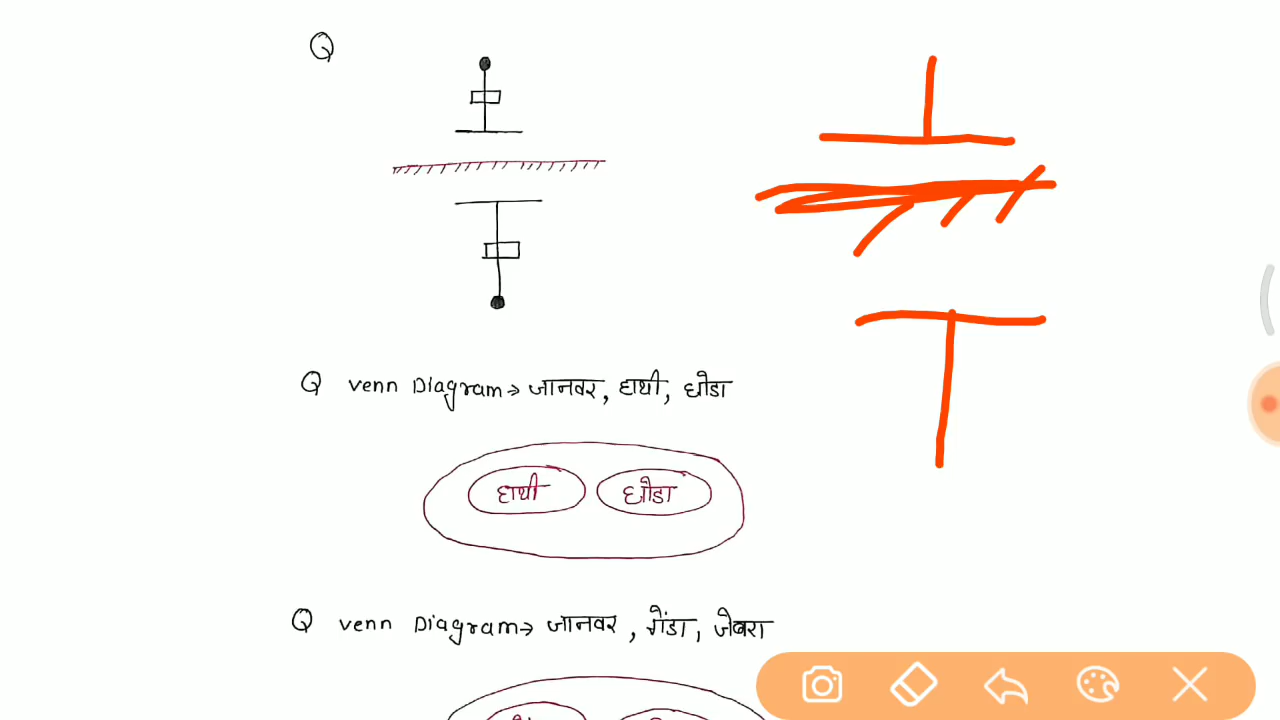 Q
Q venn Diagram → जानवर, हाथी, घोडा
हाथी घोडा
Q venn Diagram → जानवर, गेंडा, जेबरा